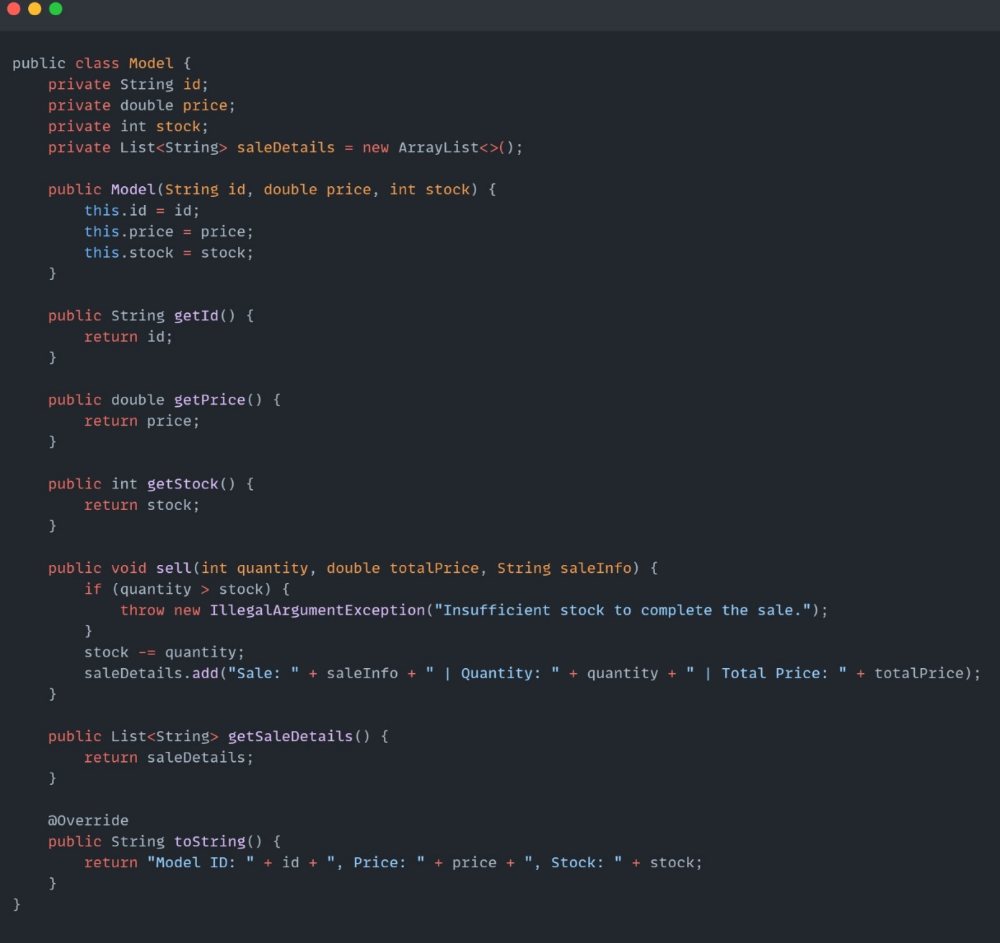 public class Model {
    private String id;
    private double price;
    private int stock;
    private List<String> saleDetails = new ArrayList<>();

    public Model(String id, double price, int stock) {
        this.id = id;
        this.price = price;
        this.stock = stock;
    }

    public String getId() {
        return id;
    }

    public double getPrice() {
        return price;
    }

    public int getStock() {
        return stock;
    }

    public void sell(int quantity, double totalPrice, String saleInfo) {
        if (quantity > stock) {
            throw new IllegalArgumentException("Insufficient stock to complete the sale.");
        }
        stock -= quantity;
        saleDetails.add("Sale: " + saleInfo + " | Quantity: " + quantity + " | Total Price: " + totalPrice);
    }

    public List<String> getSaleDetails() {
        return saleDetails;
    }

    @Override
    public String toString() {
        return "Model ID: " + id + ", Price: " + price + ", Stock: " + stock;
    }
}